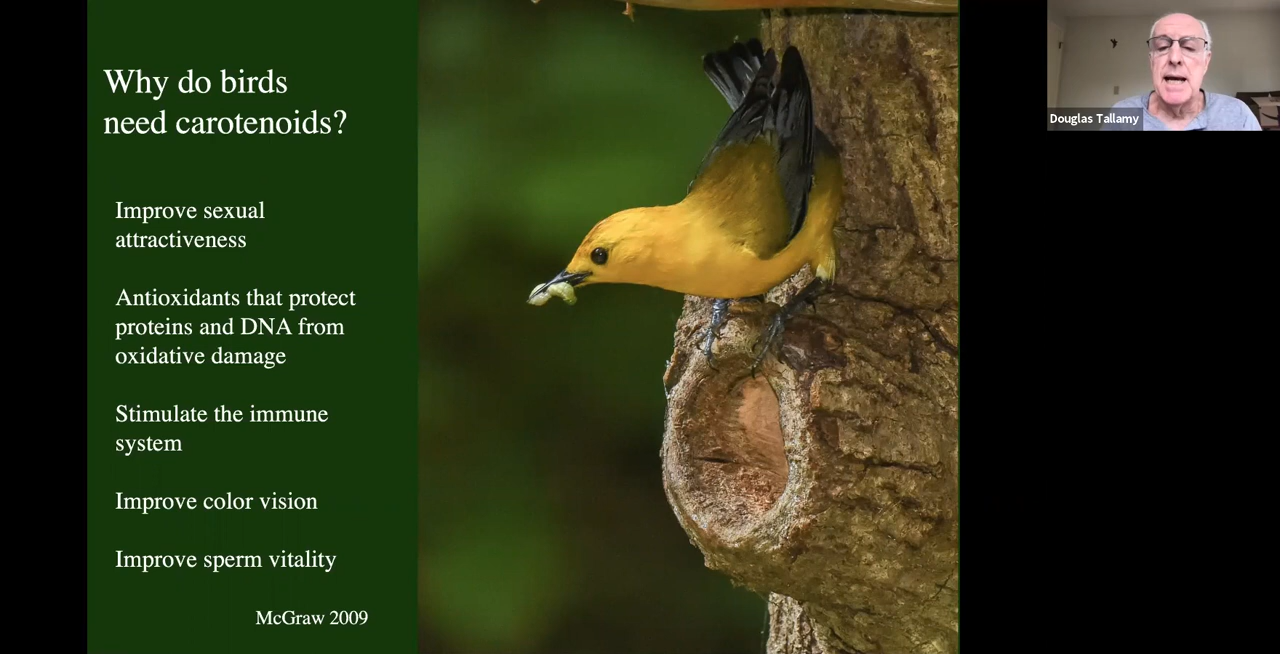 Why do birds
need carotenoids?
Improve sexual
attractiveness
Antioxidants that protect
proteins and DNA from
oxidative damage
Stimulate the immune
system
Improve color vision
Improve sperm vitality
McGraw 2009
Douglas Tallamy